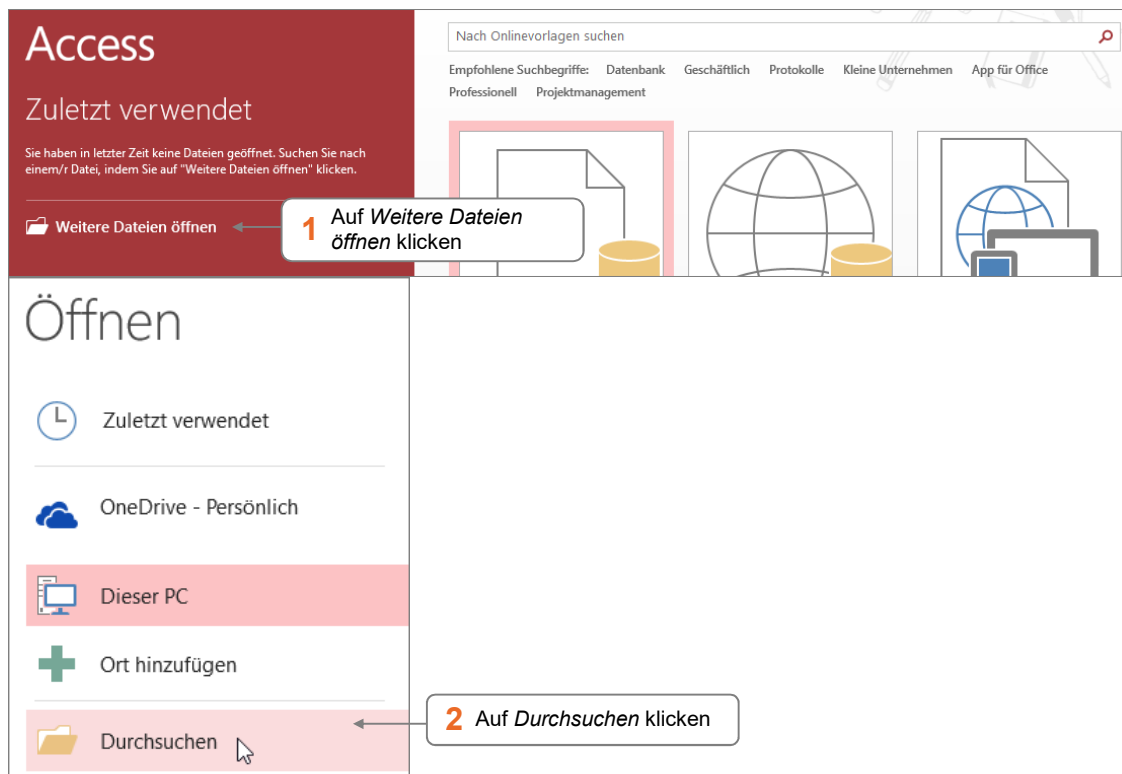 Access
Zuletzt verwendet
Sie haben in letzter Zeit keine Dateien geöffnet. Suchen Sie nach
einem/r Datei, indem Sie auf "Weitere Dateien öffnen" klicken.
Weitere Dateien öffnen
1 Auf Weitere Dateien
öffnen klicken
Nach Onlinevorlagen suchen
Empfohlene Suchbegriffe: Datenbank Geschäftlich Protokolle Kleine Unternehmen App für Office
Professionell Projektmanagement
Öffnen
Zuletzt verwendet
OneDrive - Persönlich
Dieser PC
Ort hinzufügen
Durchsuchen
2 Auf Durchsuchen klicken